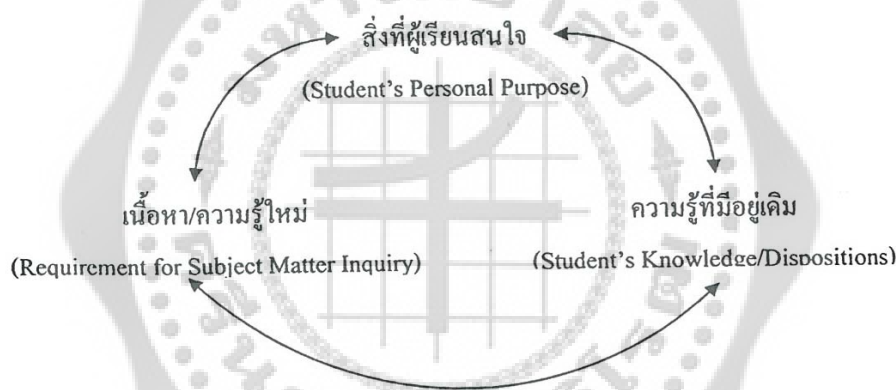 สิ่งที่ผู้เรียนสนใจ
(Student's Personal Purpose)
เนื้อหา/ความรู้ใหม่
ความรู้ที่มีอยู่เดิม
(Requirement for Subject Matter Inquiry)
(Student's Knowledge/Dispositions)